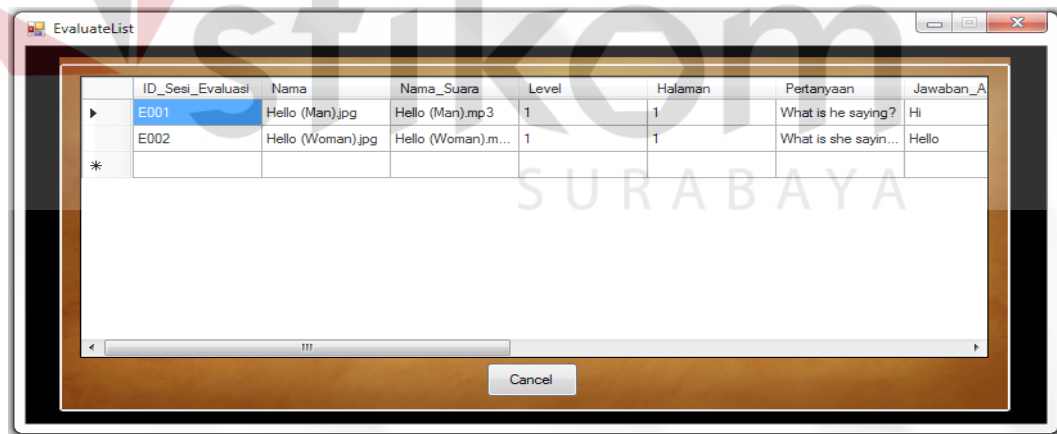 EvaluateList
ID_Sesi_Evaluasi Nama Nama_Suara Level Halaman Pertanyaan Jawaban_A
E001 Hello (Man).jpg Hello (Man).mp3 1 1 What is he saying? Hi
E002 Hello (Woman).jpg Hello (Woman).m... 1 1 What is she sayin... Hello
Cancel
stikom
SURABAYA